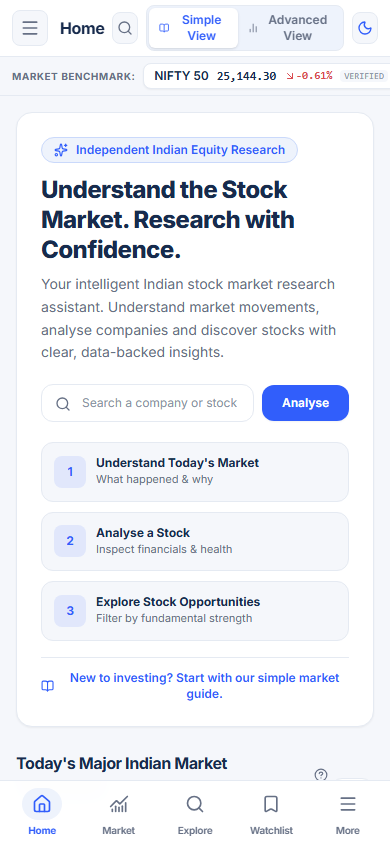 Home
Simple
View
Advanced
View
MARKET BENCHMARK:
NIFTY 50 25,144.30 -0.61% VERIFIED
Independent Indian Equity Research
Understand the Stock
Market. Research with
Confidence.
Your intelligent Indian stock market research
assistant. Understand market movements,
analyse companies and discover stocks with
clear, data-backed insights.
Search a company or stock
Analyse
1
Understand Today's Market
What happened & why
2
Analyse a Stock
Inspect financials & health
3
Explore Stock Opportunities
Filter by fundamental strength
New to investing? Start with our simple market
guide.
Today's Major Indian Market
Home
Market
Explore
Watchlist
More